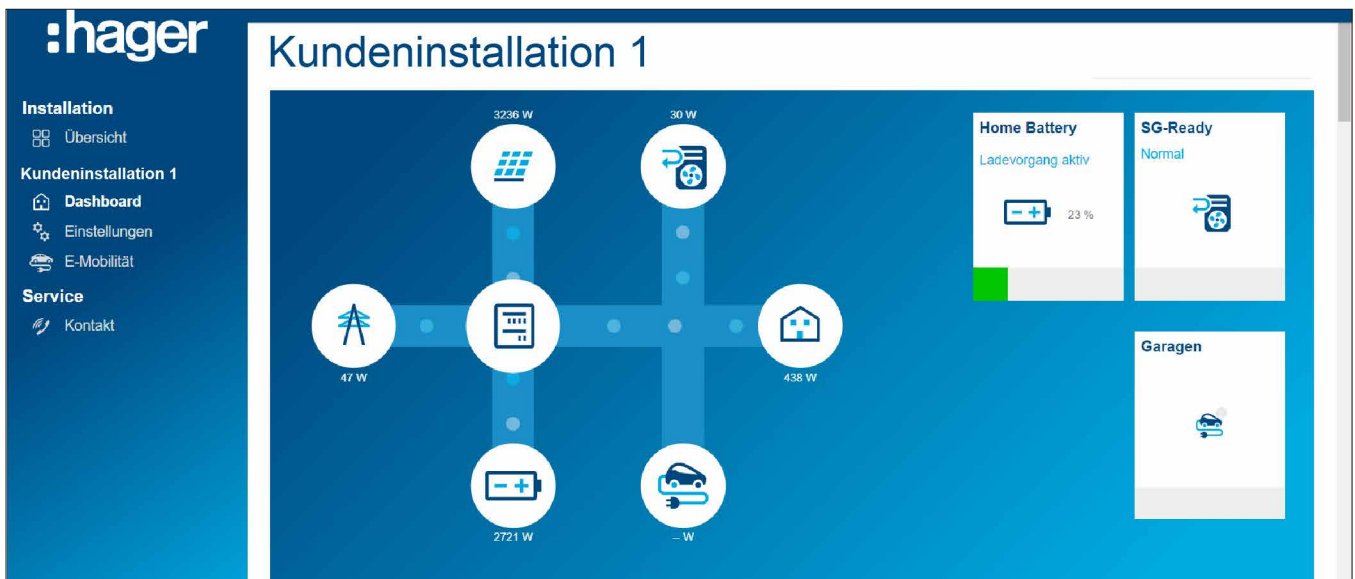 :hager
Installation
Übersicht
Kundeninstallation 1
Dashboard
Einstellungen
E-Mobilität
Service
Kontakt
Kundeninstallation 1
3236 W
30 W
47 W
438 W
2721 W
– W
Home Battery
Ladevorgang aktiv
23 %
SG-Ready
Normal
Garagen